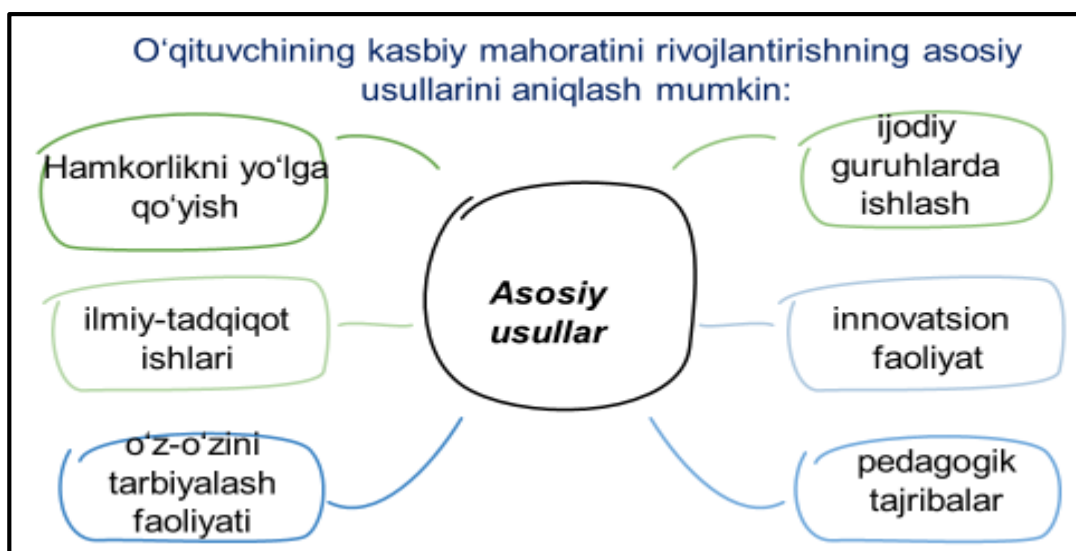 O‘qituvchining kasbiy mahoratini rivojlantirishning asosiy
usullarini aniqlash mumkin:
Hamkorlikni yo‘lga
qo‘yish
ilmiy-tadqiqot
ishlari
o‘z-o‘zini
tarbiyalash
faoliyati
Asosiy
usullar
ijodiy
guruhlarda
ishlash
innovatsion
faoliyat
pedagogik
tajribalar